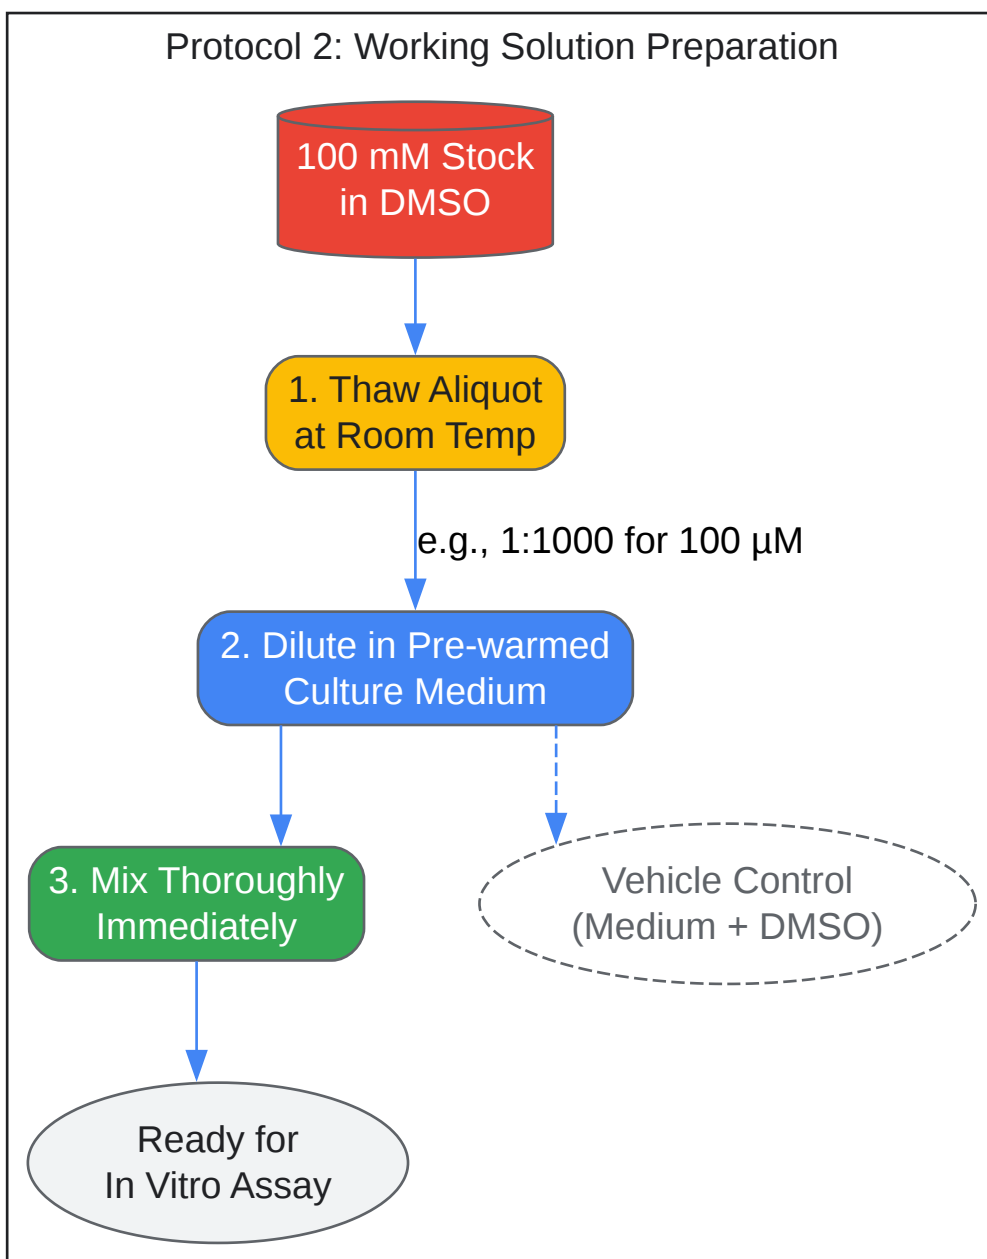 Protocol 2: Working Solution Preparation
100 mM Stock
in DMSO
1. Thaw Aliquot
at Room Temp
e.g., 1:1000 for 100 µM
2. Dilute in Pre-warmed
Culture Medium
3. Mix Thoroughly
Immediately
Vehicle Control
(Medium + DMSO)
Ready for
In Vitro Assay